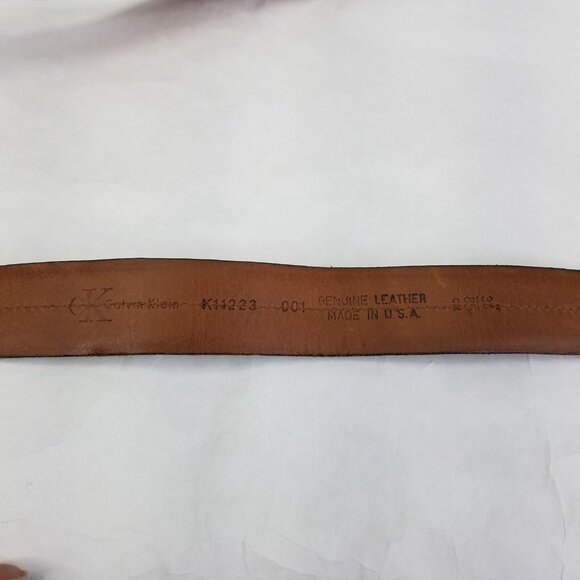 CK Calvin Klein K11223 001 GENUINE LEATHER
MADE IN U.S.A.